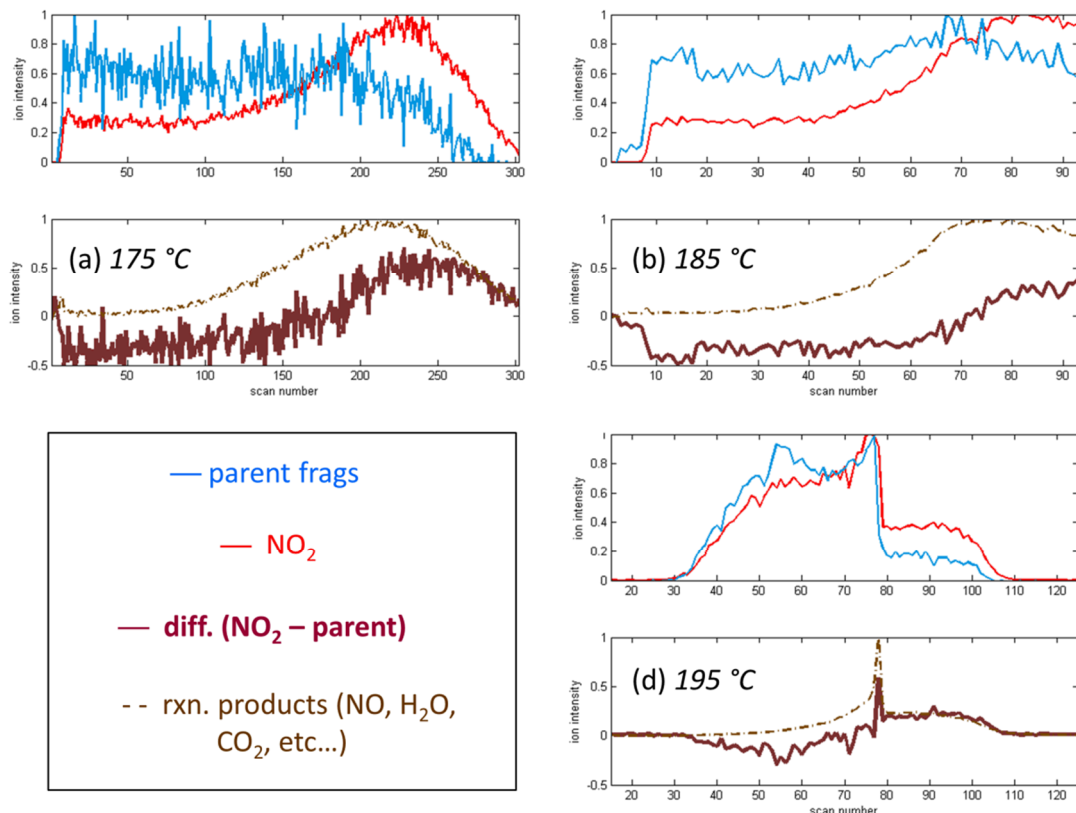 ion intensity
1
0.8
0.6
0.4
0.2
0
50 100 150 200 250 300
ion intensity
1
0.5
0
-0.5
(a) 175 °C
50 100 150 200 250 300
scan number
ion intensity
1
0.8
0.6
0.4
0.2
0
10 20 30 40 50 60 70 80 90
ion intensity
1
0.5
0
-0.5
(b) 185 °C
10 20 30 40 50 60 70 80 90
scan number
parent frags
NO₂
diff. (NO₂ – parent)
rxn. products (NO, H₂O,
CO₂, etc...)
ion intensity
1
0.8
0.6
0.4
0.2
0
20 30 40 50 60 70 80 90 100 110 120
ion intensity
1
0.5
0
-0.5
(d) 195 °C
20 30 40 50 60 70 80 90 100 110 120
scan number